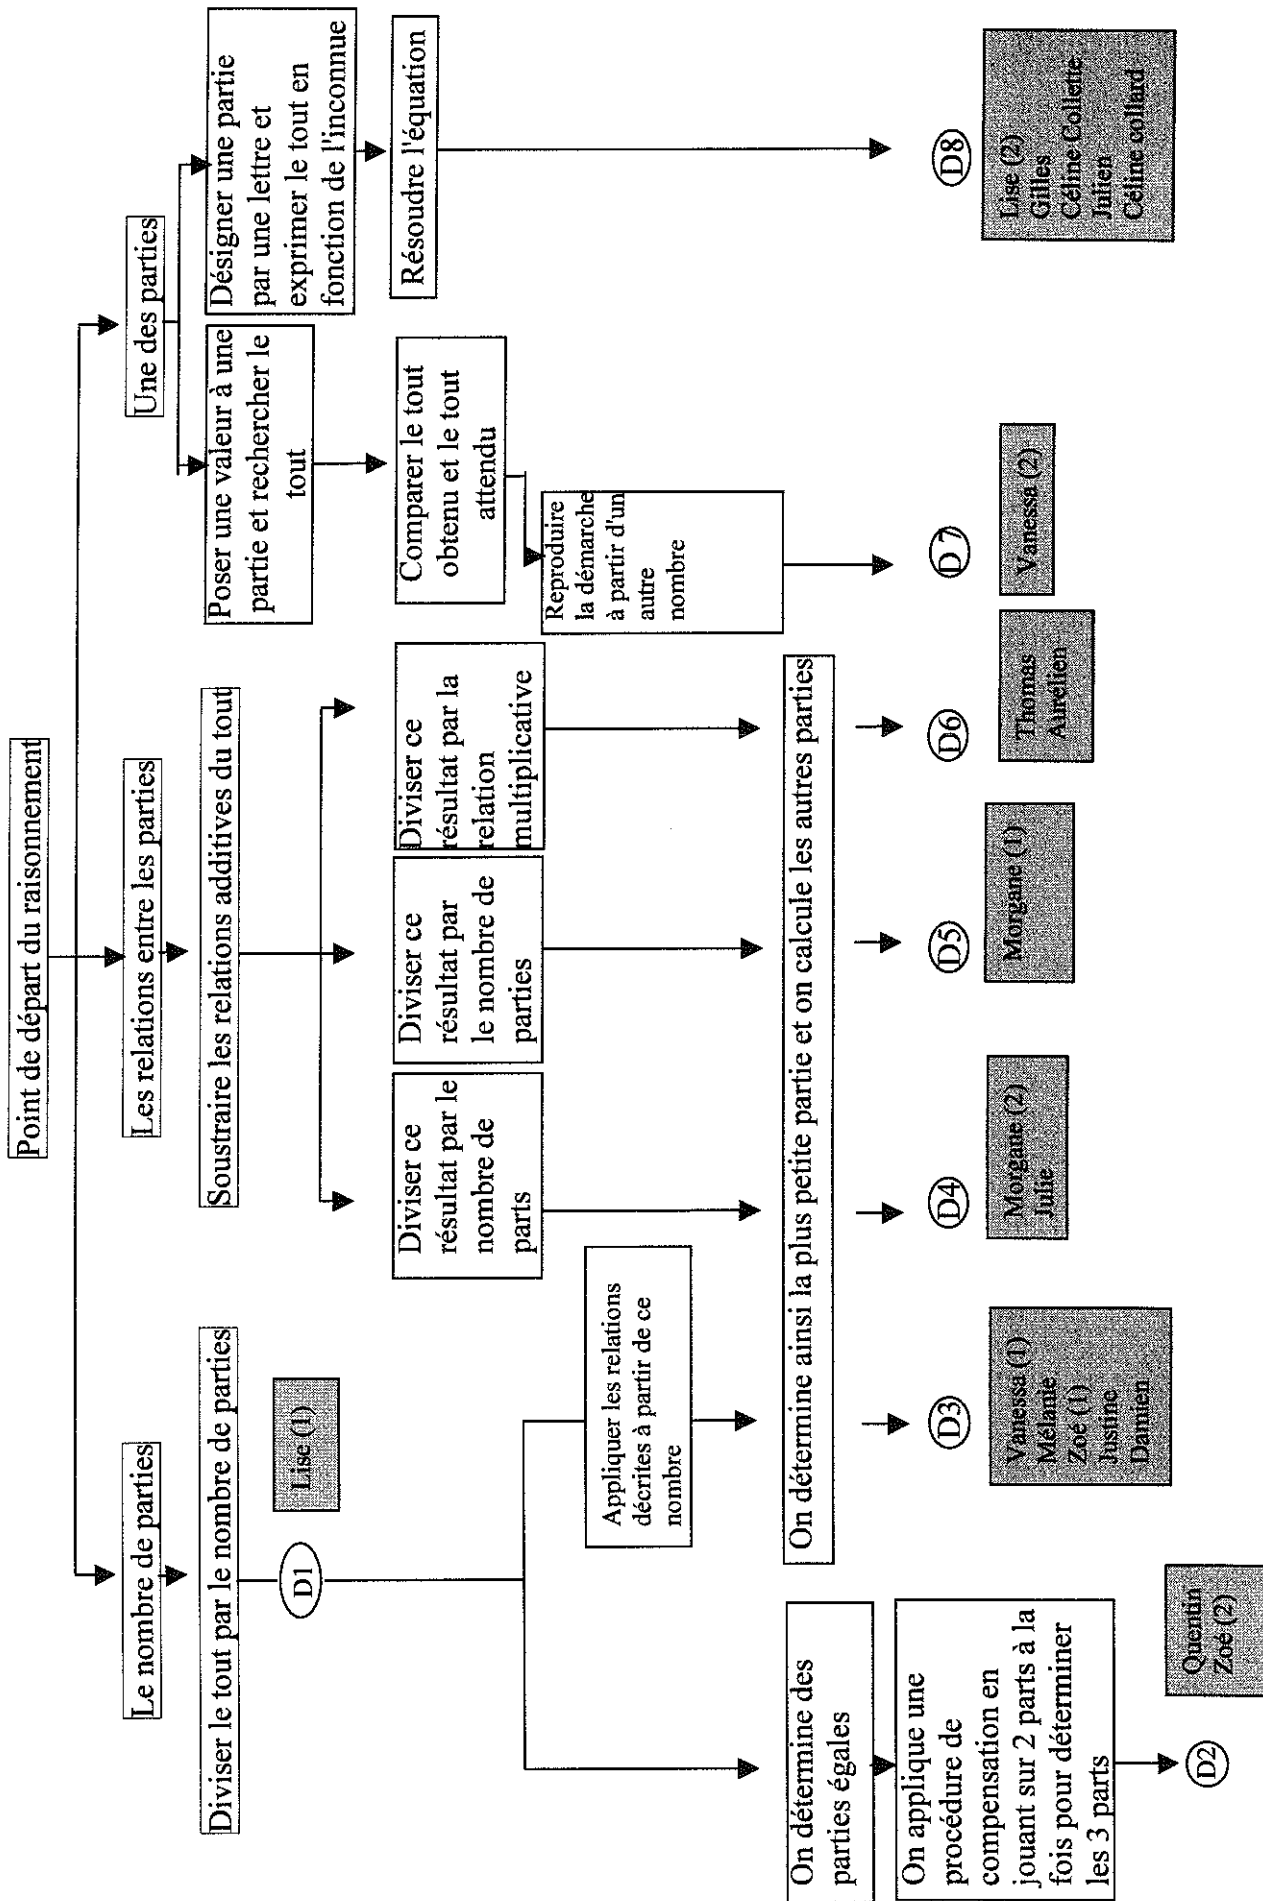 Point de départ du raisonnement
Le nombre de parties
Les relations entre les parties
Une des parties
Diviser le tout par le nombre de parties
Soustraire les relations additives du tout
Poser une valeur à une
partie et rechercher le
tout
Désigner une partie
par une lettre et
exprimer le tout en
fonction de l'inconnue
D1
Lise (1)
Diviser ce
résultat par le
nombre de
parts
Diviser ce
résultat par
le nombre de
parties
Diviser ce
résultat par la
relation
multiplicative
Comparer le tout
obtenu et le tout
attendu
Résoudre l'équation
Appliquer les relations
décrites à partir de ce
nombre
Reproduire
la démarche
à partir d'un
autre
nombre
On détermine des
parties égales
On détermine ainsi la plus petite partie et on calcule les autres parties
On applique une
procédure de
compensation en
jouant sur 2 parts à la
fois pour déterminer
les 3 parts
D2
Quentin
Zoé (2)
D3
Vanessa (1)
Mélanie
Zoé (1)
Justine
Damien
D4
Morgane (2)
Julie
D5
Morgane (1)
D6
Thomas
Aurélien
D 7
Vanessa (2)
D8
Lise (2)
Gilles
Céline Collette
Julien
Céline collard